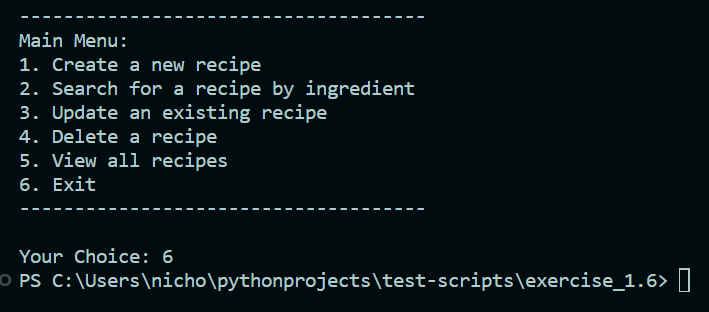 -------------------------------------
Main Menu:
1. Create a new recipe
2. Search for a recipe by ingredient
3. Update an existing recipe
4. Delete a recipe
5. View all recipes
6. Exit
-------------------------------------
Your Choice: 6
PS C:\Users\nicho\pythonprojects\test-scripts\exercise_1.6>